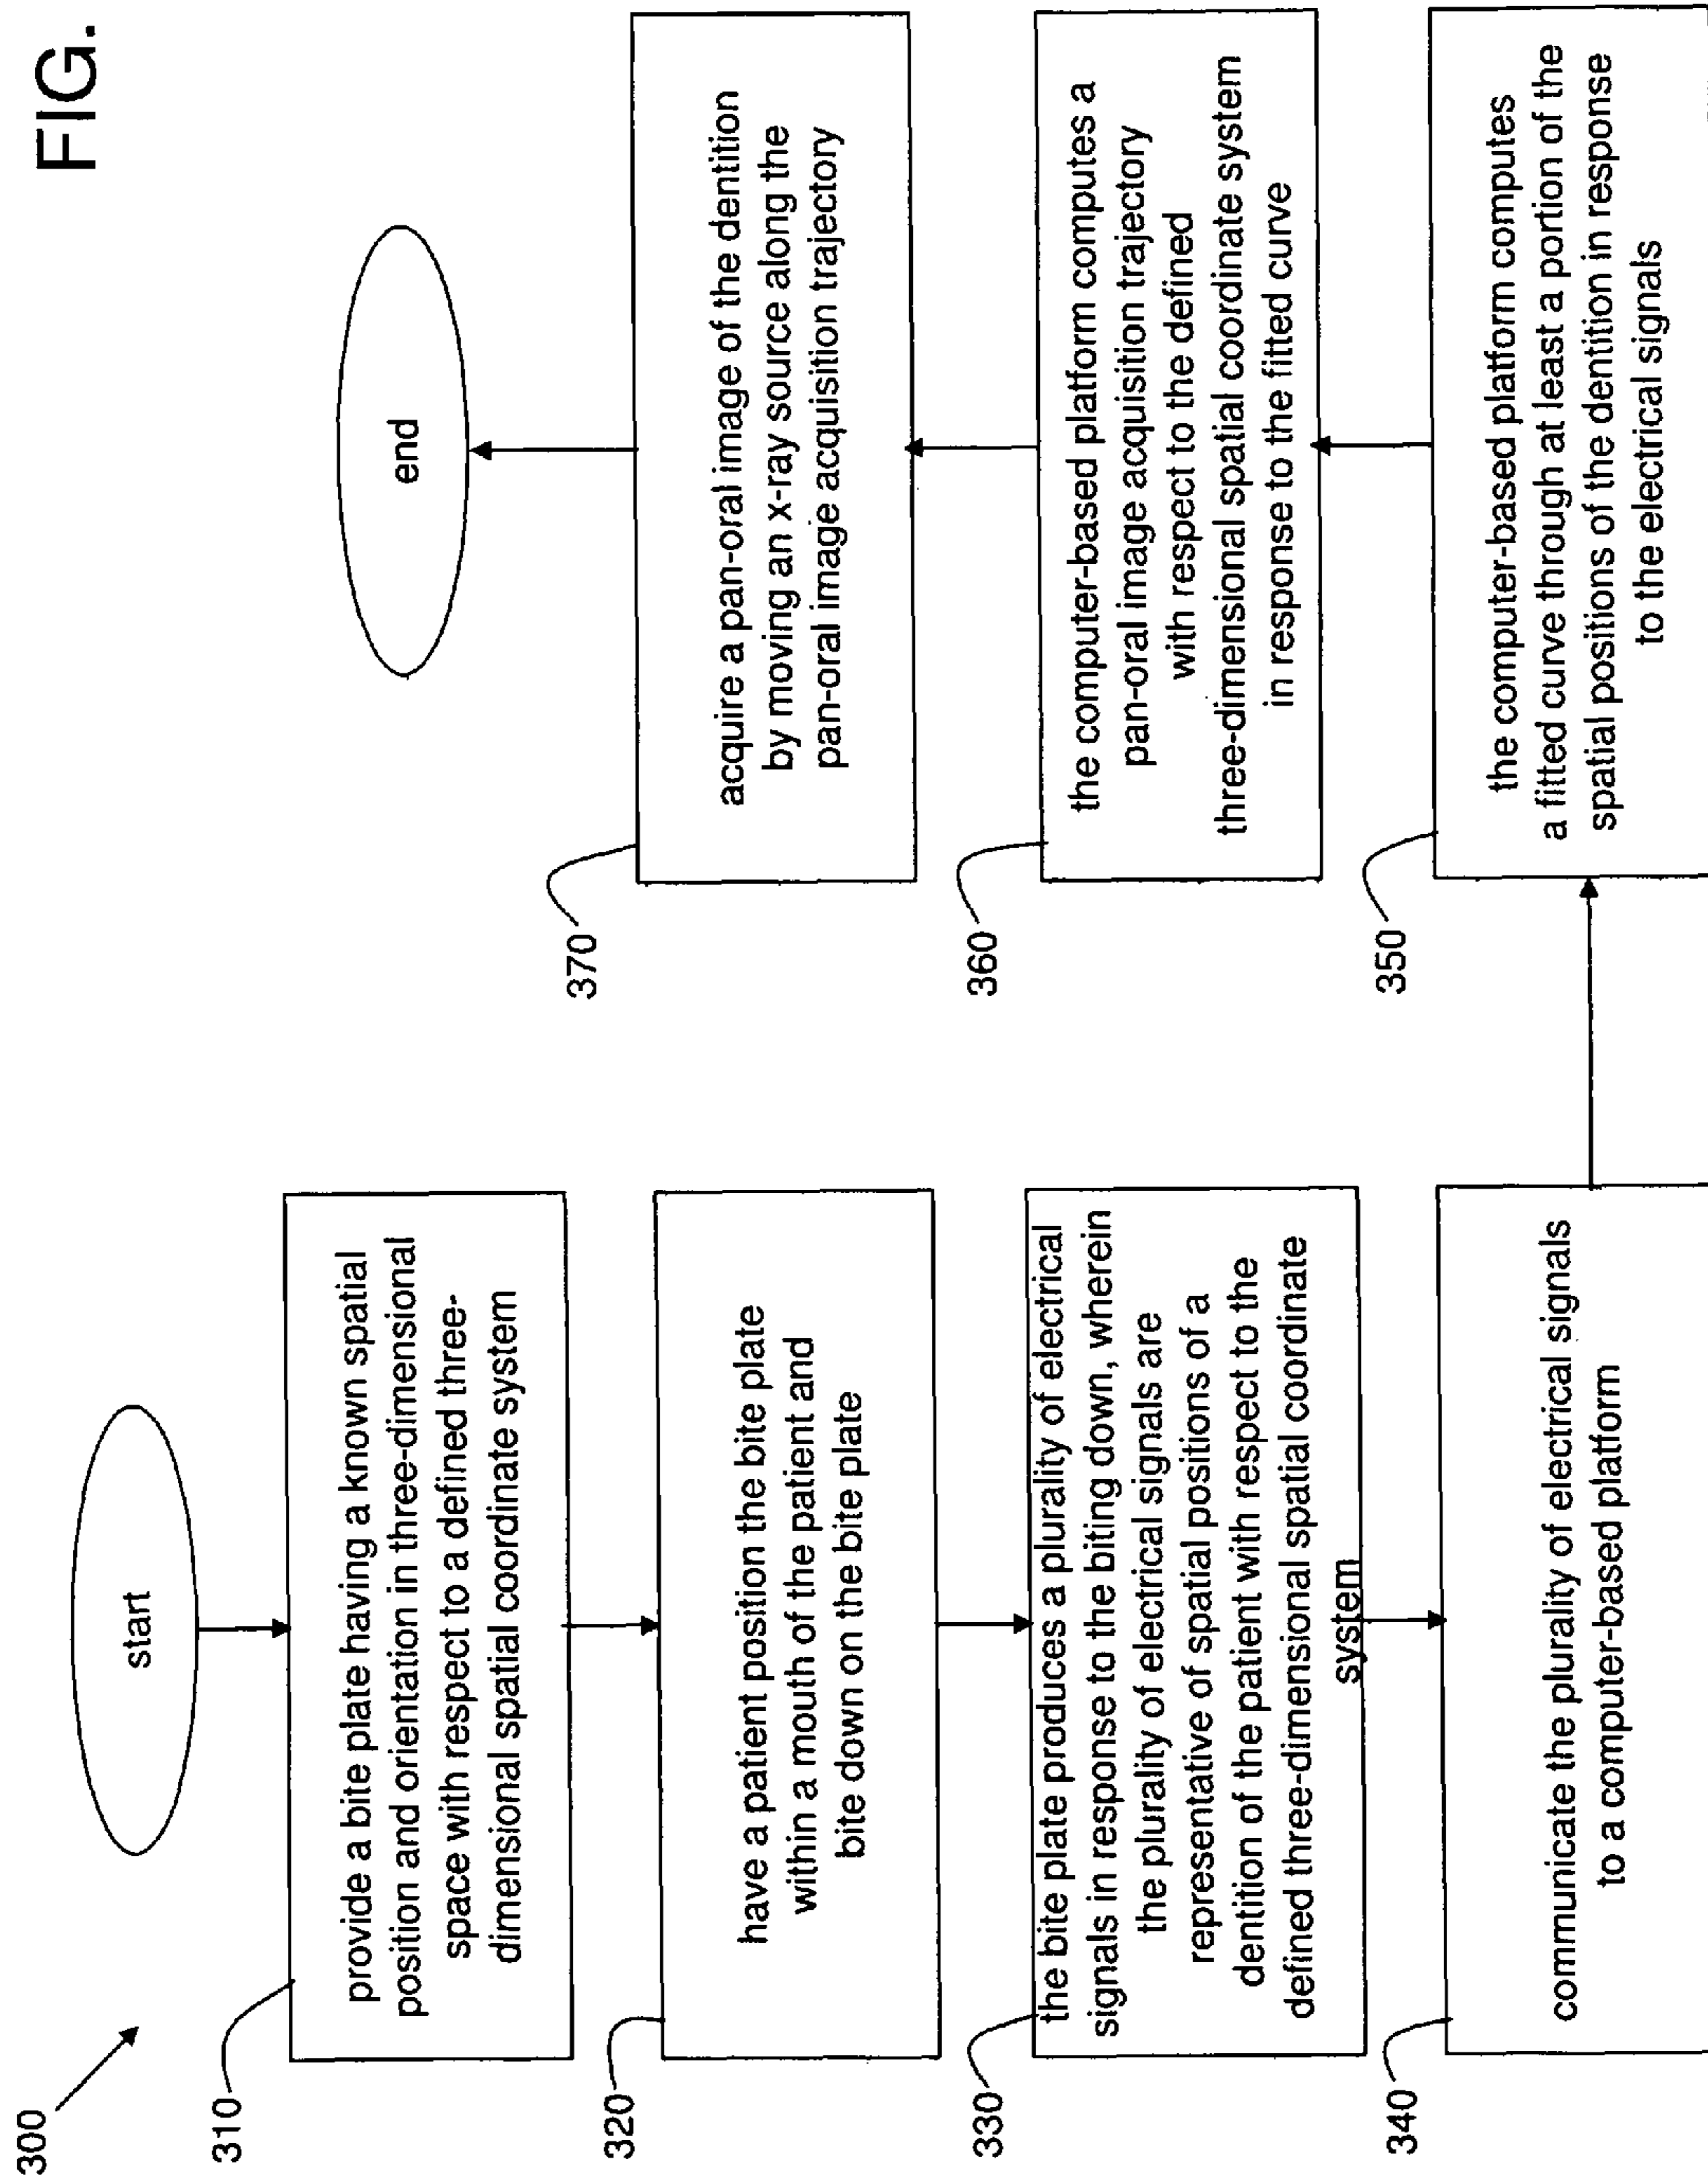 FIG.
300
start
310
provide a bite plate having a known spatial
position and orientation in three-dimensional
space with respect to a defined three-
dimensional spatial coordinate system
320
have a patient position the bite plate
within a mouth of the patient and
bite down on the bite plate
330
the bite plate produces a plurality of electrical
signals in response to the biting down, wherein
the plurality of electrical signals are
representative of spatial positions of a
dentition of the patient with respect to the
defined three-dimensional spatial coordinate
system
340
communicate the plurality of electrical signals
to a computer-based platform
350
the computer-based platform computes
a fitted curve through at least a portion of the
spatial positions of the dentition in response
to the electrical signals
360
the computer-based platform computes a
pan-oral image acquisition trajectory
with respect to the defined
three-dimensional spatial coordinate system
in response to the fitted curve
370
acquire a pan-oral image of the dentition
by moving an x-ray source along the
pan-oral image acquisition trajectory
end